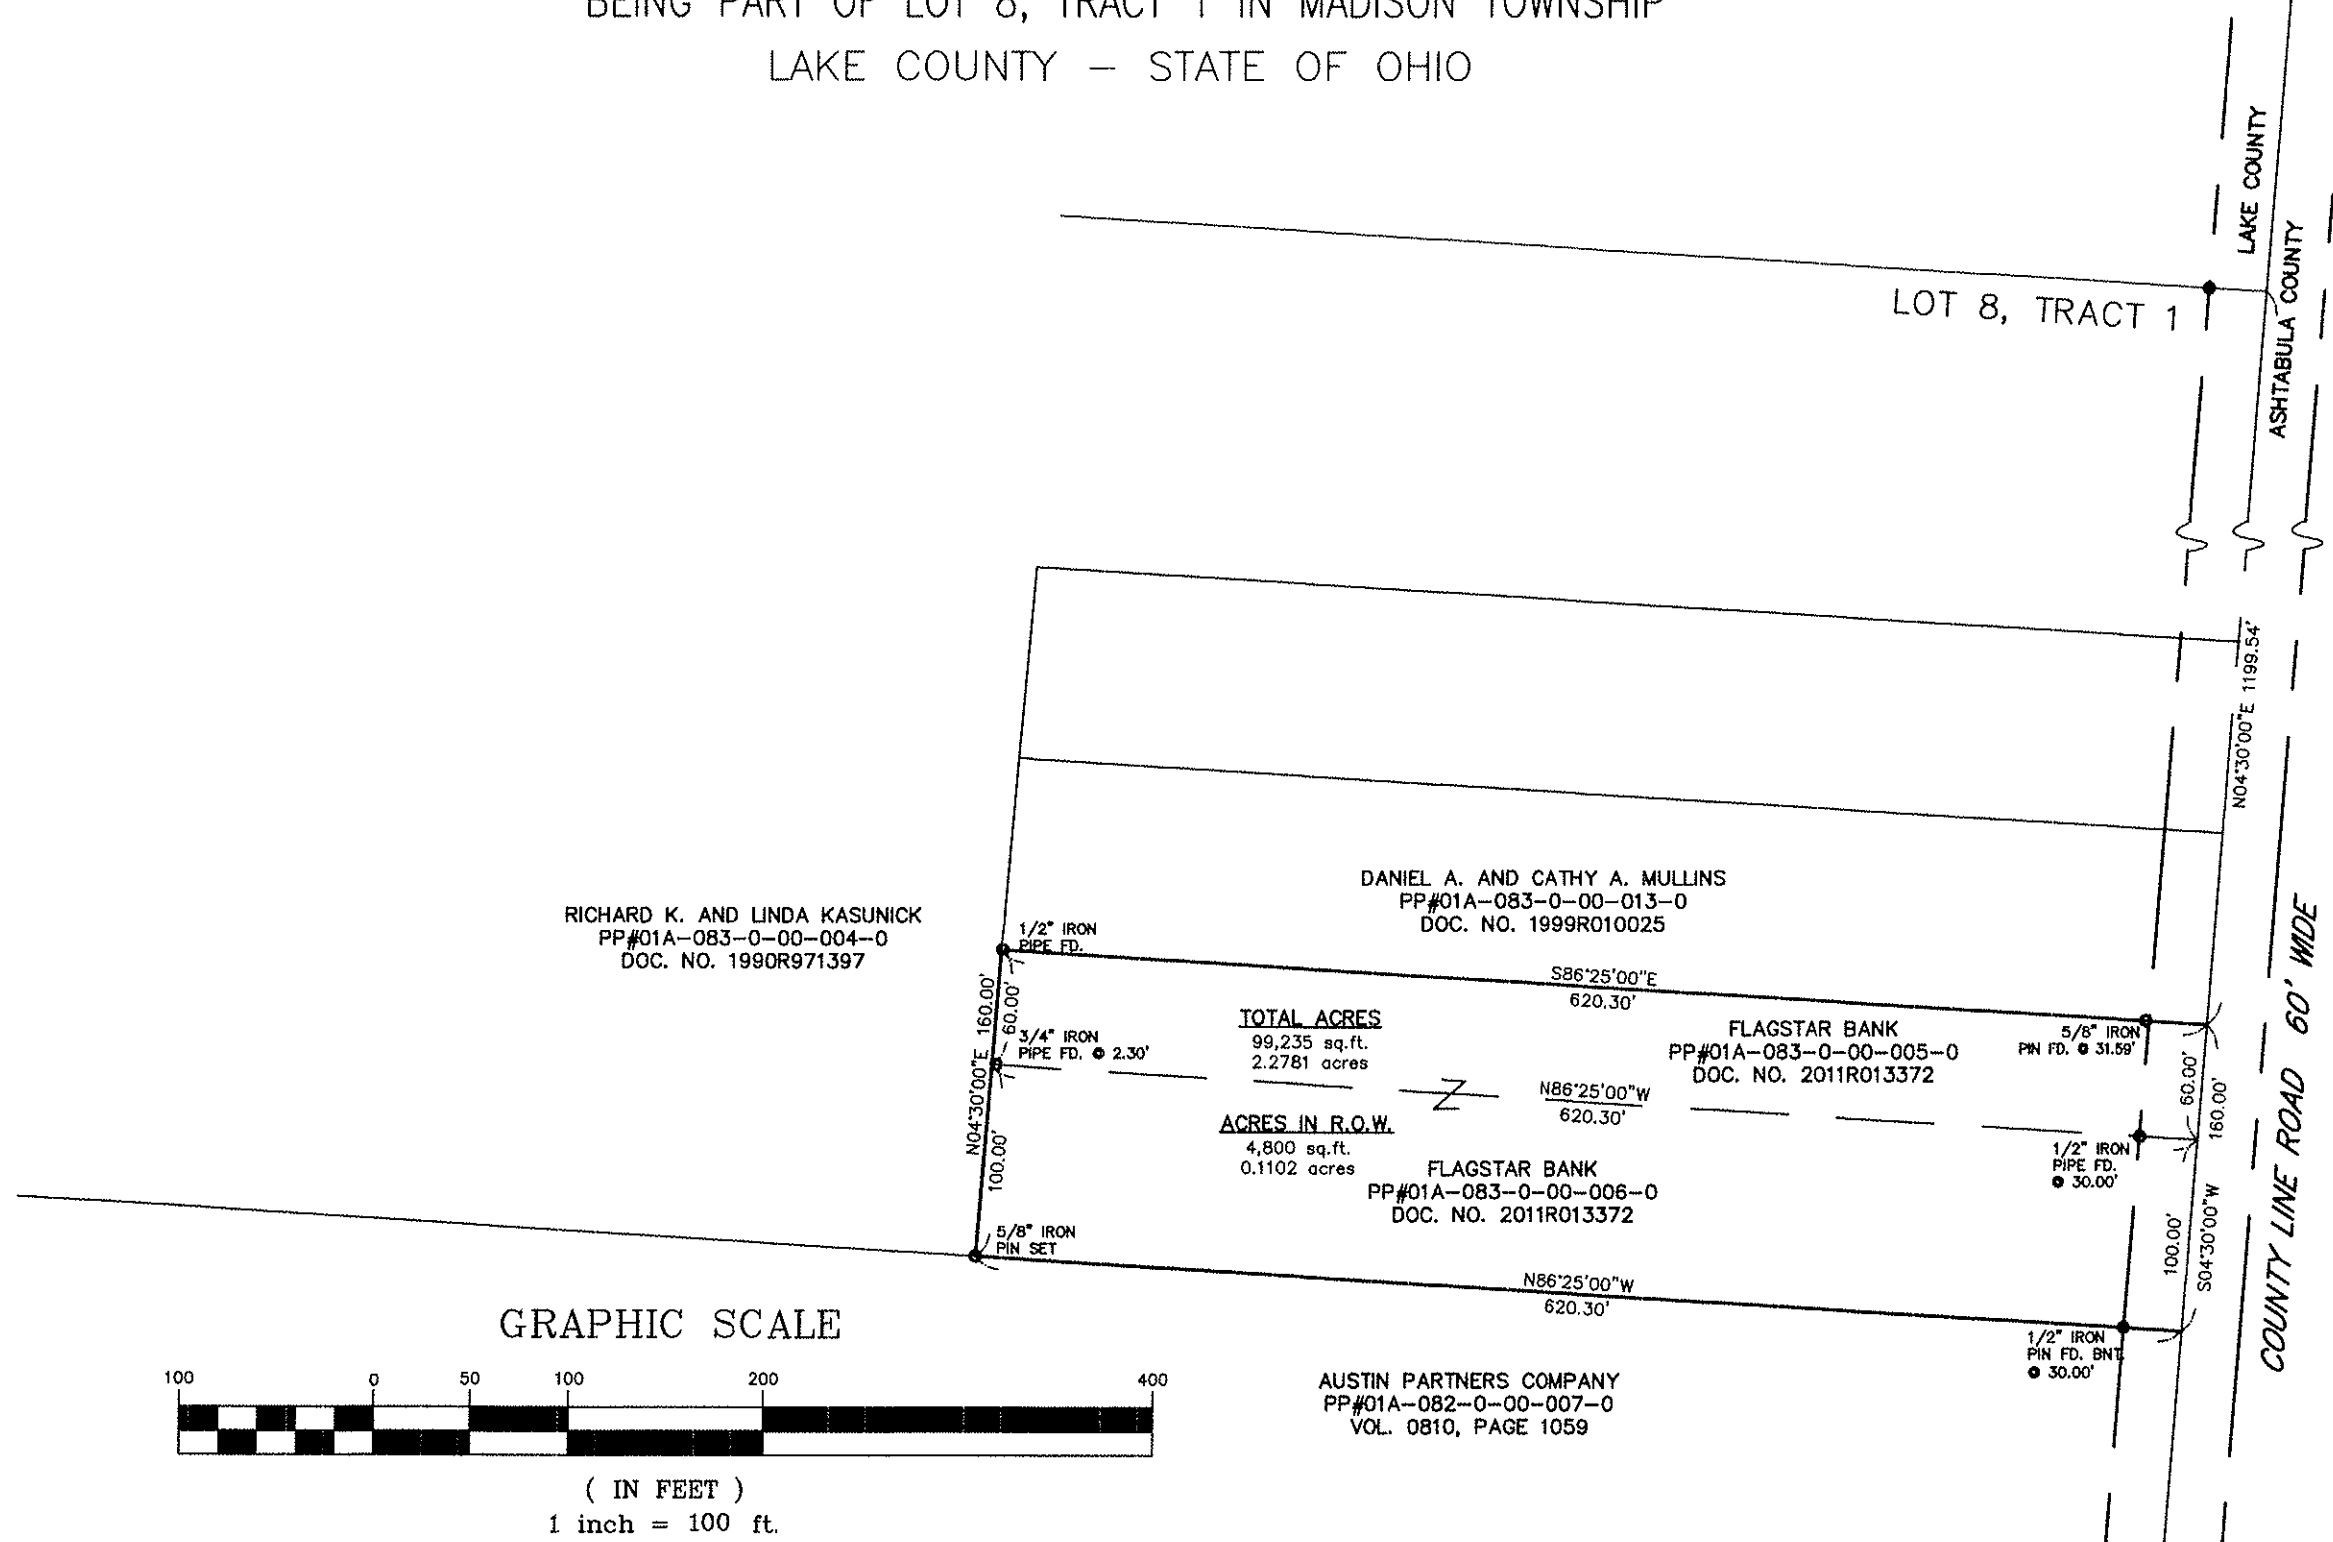 BEING PART OF LOT 8, TRACT 1 IN MADISON TOWNSHIP
LAKE COUNTY – STATE OF OHIO
LAKE COUNTY
ASHTABULA COUNTY
LOT 8, TRACT 1
N04°30'00"E 1199.54'
COUNTY LINE ROAD 60' WIDE
DANIEL A. AND CATHY A. MULLINS
PP#01A-083-0-00-013-0
DOC. NO. 1999R010025
RICHARD K. AND LINDA KASUNICK
PP#01A-083-0-00-004-0
DOC. NO. 1990R971397
1/2" IRON
PIPE FD.
S86°25'00"E
620.30'
N04°30'00"E 160.00'
60.00'
100.00'
3/4" IRON
PIPE FD. @ 2.30'
TOTAL ACRES
99,235 sq.ft.
2.2781 acres
FLAGSTAR BANK
PP#01A-083-0-00-005-0
DOC. NO. 2011R013372
5/8" IRON
PIN FD. @ 31.59'
N86°25'00"W
620.30'
60.00'
160.00'
ACRES IN R.O.W.
4,800 sq.ft.
0.1102 acres
FLAGSTAR BANK
PP#01A-083-0-00-006-0
DOC. NO. 2011R013372
1/2" IRON
PIPE FD.
@ 30.00'
100.00'
S04°30'00"W
5/8" IRON
PIN SET
N86°25'00"W
620.30'
1/2" IRON
PIN FD. BNT
@ 30.00'
AUSTIN PARTNERS COMPANY
PP#01A-082-0-00-007-0
VOL. 0810, PAGE 1059
GRAPHIC SCALE
100 0 50 100 200 400
( IN FEET )
1 inch = 100 ft.